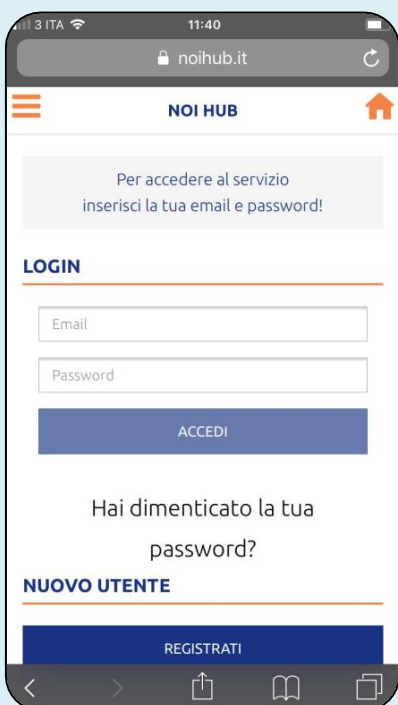 3 ITA 11:40
noihub.it
NOI HUB
Per accedere al servizio
inserisci la tua email e password!
LOGIN
Email
Password
ACCEDI
Hai dimenticato la tua
password?
NUOVO UTENTE
REGISTRATI